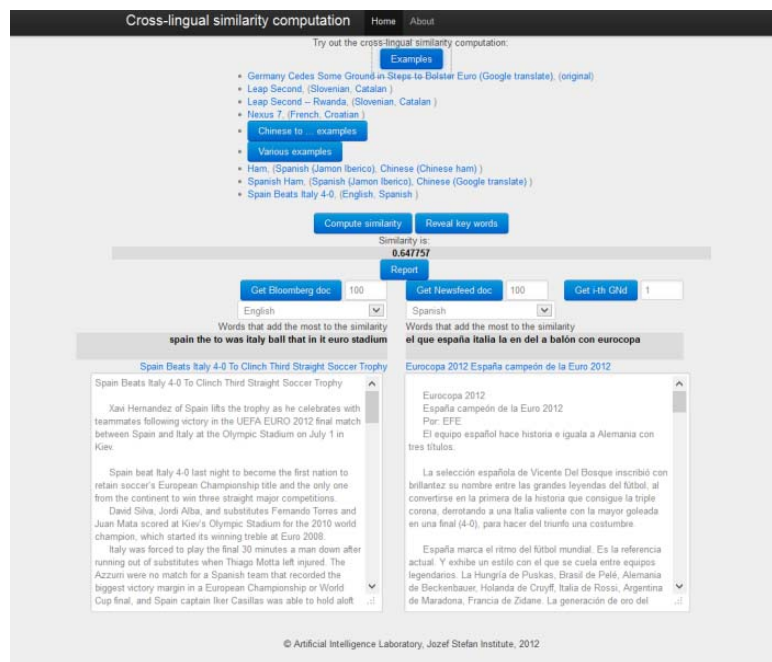 Cross-lingual similarity computation Home About
Try out the cross-lingual similarity computation:
Examples
Germany Cedes Some Ground in Steps to Bolster Euro (Google translate), (original)
Leap Second, (Slovenian, Catalan )
Leap Second -- Rwanda, (Slovenian, Catalan )
Nexus 7, (French, Croatian )
Chinese to ... examples
Various examples
Ham, (Spanish (Jamon Iberico), Chinese (Chinese ham) )
Spanish Ham, (Spanish (Jamon Iberico), Chinese (Google translate) )
Spain Beats Italy 4-0, (English, Spanish )
Compute similarity Reveal key words
Similarity is:
0.647757
Report
Get Bloomberg doc 100 Get Newsfeed doc 100 Get i-th GNd 1
English Spanish
Words that add the most to the similarity
spain the to was italy ball that in it euro stadium
Spain Beats Italy 4-0 To Clinch Third Straight Soccer Trophy
Spain Beats Italy 4-0 To Clinch Third Straight Soccer Trophy
Xavi Hernandez of Spain lifts the trophy as he celebrates with
teammates following victory in the UEFA EURO 2012 final match
between Spain and Italy at the Olympic Stadium on July 1 in
Kiev.
Spain beat Italy 4-0 last night to become the first nation to
retain soccer's European Championship title and the only one
from the continent to win three straight major competitions.
David Silva, Jordi Alba, and substitutes Fernando Torres and
Juan Mata scored at Kiev's Olympic Stadium for the 2010 world
champion, which started its winning treble at Euro 2008.
Italy was forced to play the final 30 minutes a man down after
running out of substitutes when Thiago Motta left injured. The
Azzurri were no match for a Spanish team that recorded the
biggest victory margin in a European Championship or World
Cup final, and Spain captain Iker Casillas was able to hold aloft
Words that add the most to the similarity
el que españa italia la en del a balón con eurocopa
Eurocopa 2012 España campeón de la Euro 2012
Eurocopa 2012
España campeón de la Euro 2012
Por: EFE
El equipo español hace historia e iguala a Alemania con
tres títulos.
La selección española de Vicente Del Bosque inscribió con
brillantez su nombre entre las grandes leyendas del fútbol, al
convertirse en la primera de la historia que consigue la triple
corona, derrotando a una Italia valiente con la mayor goleada
en una final (4-0), para hacer del triunfo una costumbre.
España marca el ritmo del fútbol mundial. Es la referencia
actual. Y exhibe un estilo con el que se cuela entre equipos
legendarios. La Hungría de Puskas, Brasil de Pelé, Alemania
de Beckenbauer, Holanda de Cruyff, Italia de Rossi, Argentina
de Maradona, Francia de Zidane. La generación de oro del
© Artificial Intelligence Laboratory, Jozef Stefan Institute, 2012